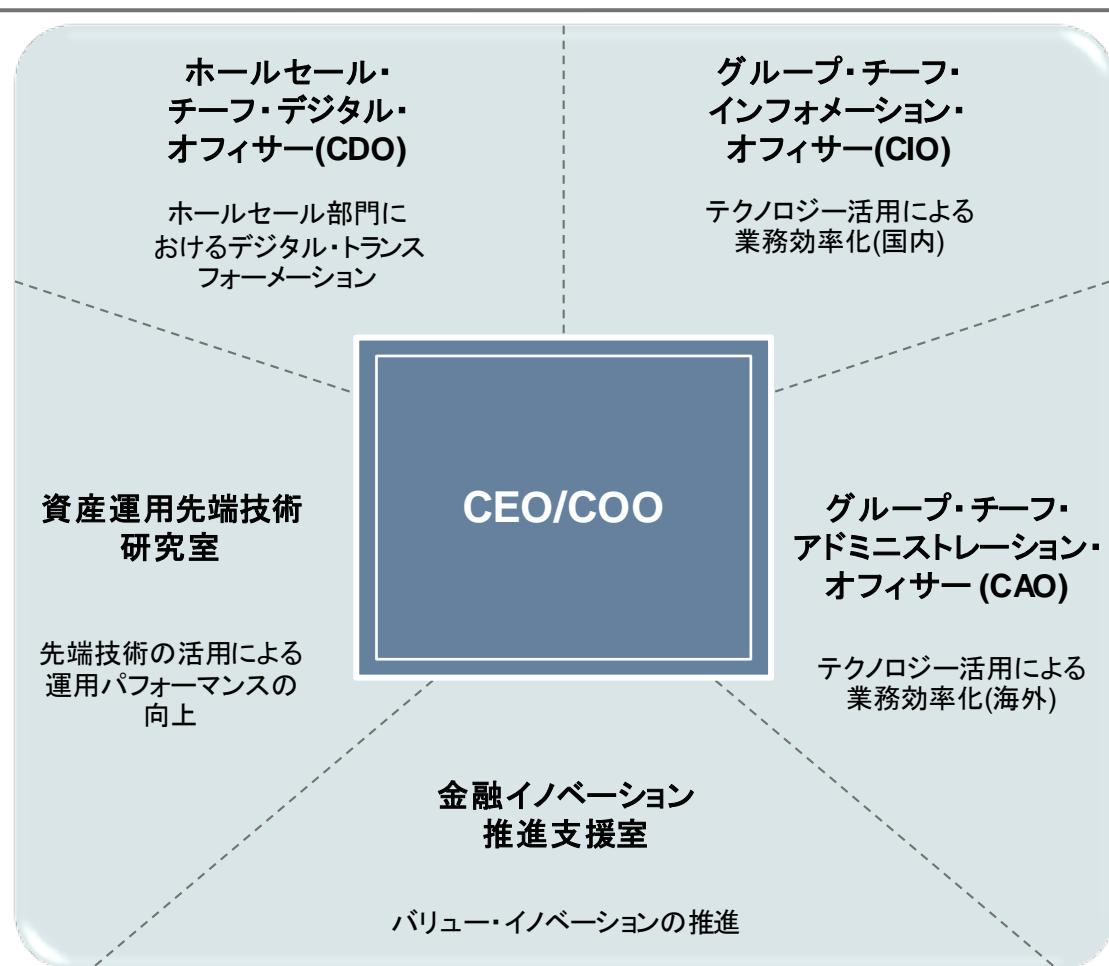 ホールセール・
チーフ・デジタル・
オフィサー(CDO)
ホールセール部門に
おけるデジタル・トランス
フォーメーション
グループ・チーフ・
インフォメーション・
オフィサー(CIO)
テクノロジー活用による
業務効率化(国内)
資産運用先端技術
研究室
先端技術の活用による
運用パフォーマンスの
向上
CEO/COO
グループ・チーフ・
アドミニストレーション・
オフィサー (CAO)
テクノロジー活用による
業務効率化(海外)
金融イノベーション
推進支援室
バリュー・イノベーションの推進